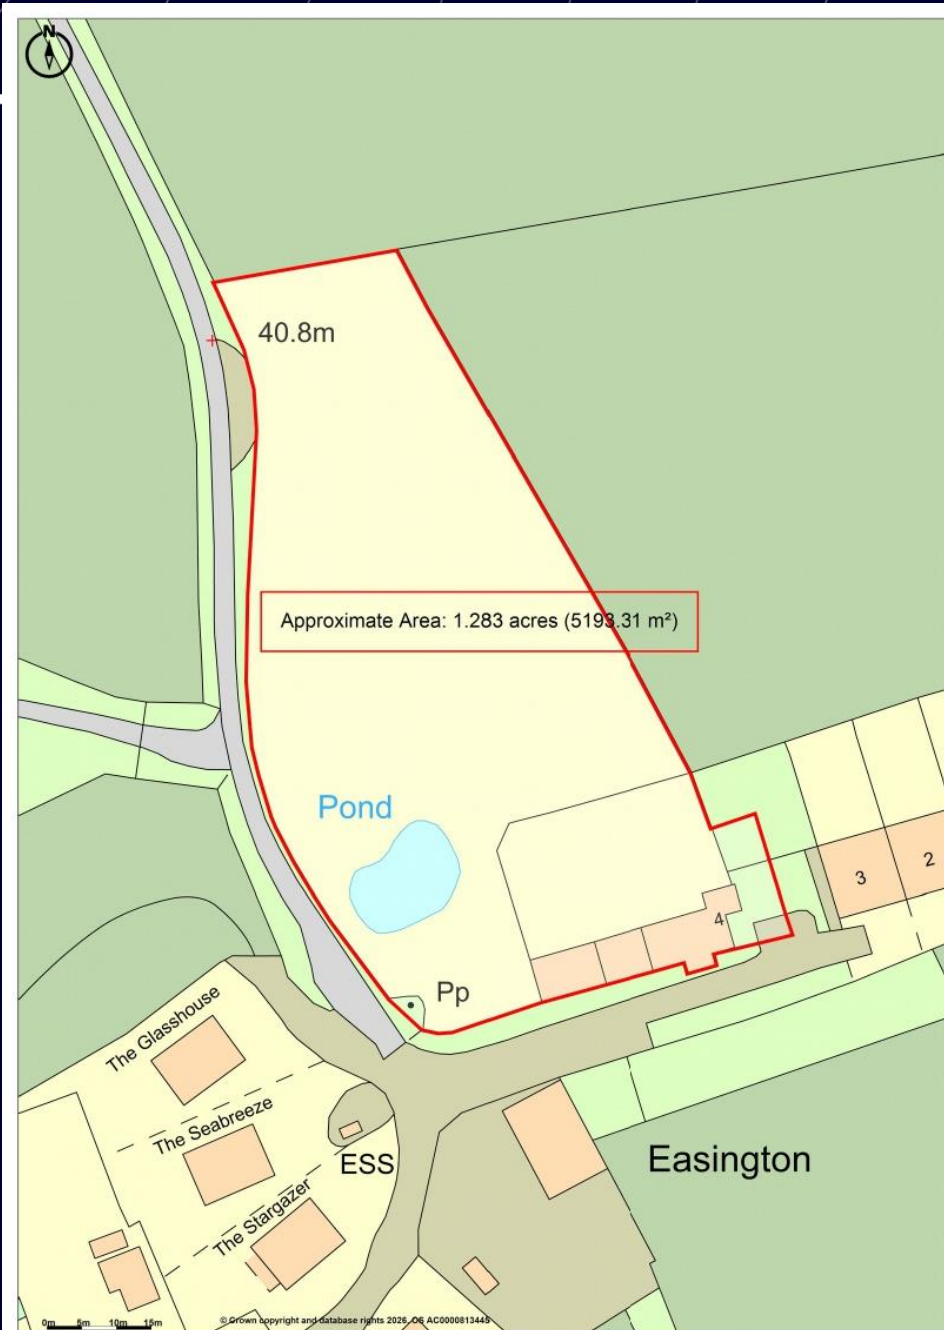 N
40.8m
Approximate Area: 1.283 acres (5193.31 m²)
Pond
3
2
4
Pp
The Glasshouse
The Seabreeze
ESS
Easington
The Stargazer
0m 5m 10m 15m
© Crown copyright and database rights 2026. OS AC0000813445